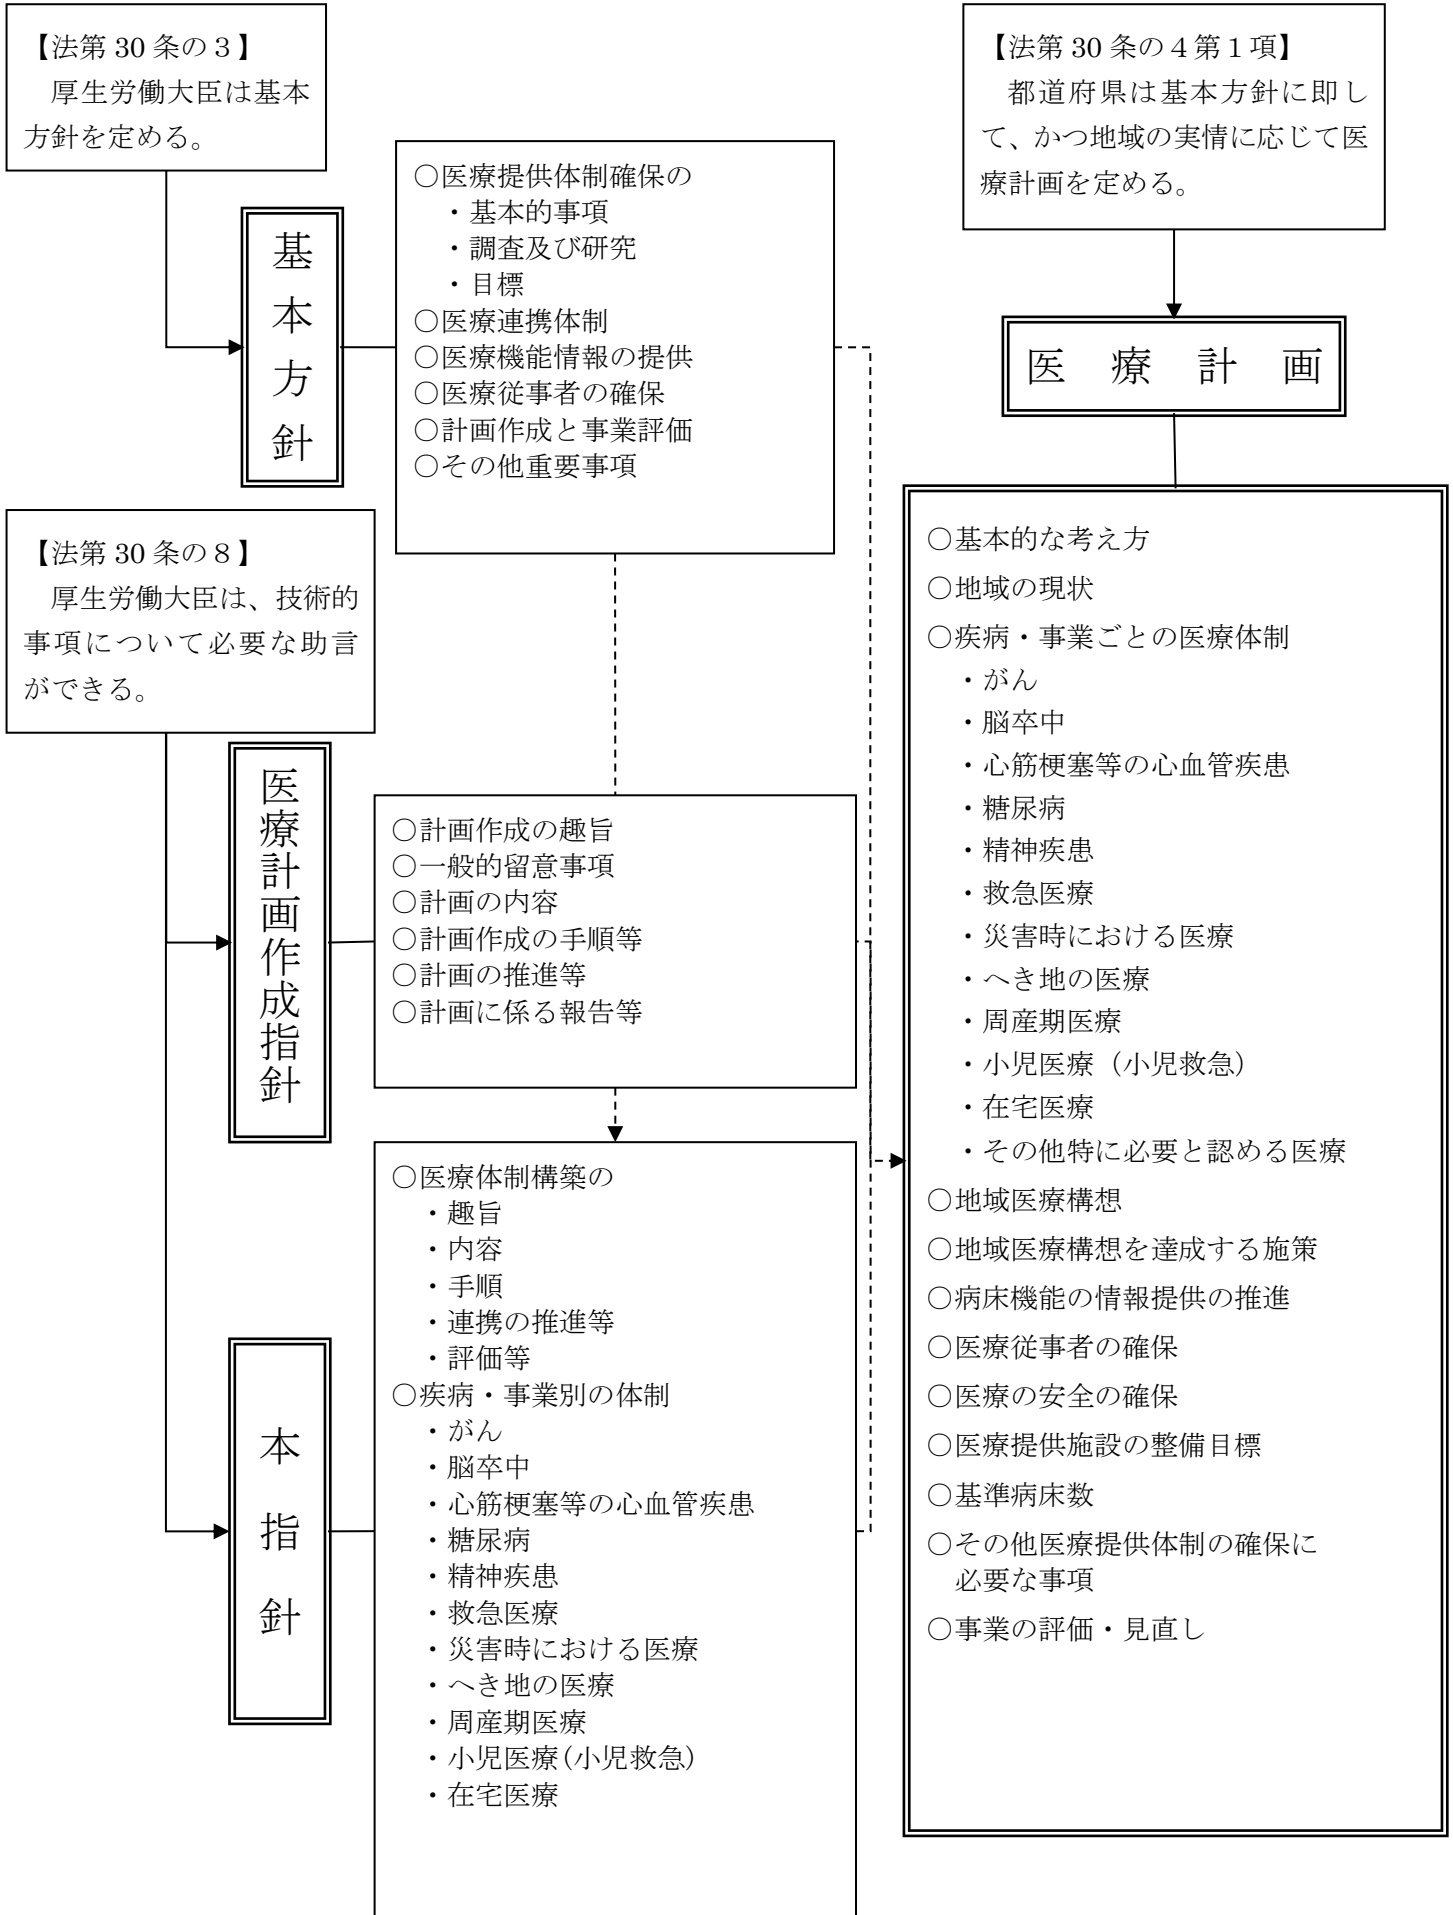 【法第 30 条の３】
厚生労働大臣は基本
方針を定める。
基本方針
○医療提供体制確保の
・基本的事項
・調査及び研究
・目標
○医療連携体制
○医療機能情報の提供
○医療従事者の確保
○計画作成と事業評価
○その他重要事項
【法第 30 条の８】
厚生労働大臣は、技術的
事項について必要な助言
ができる。
医療計画作成指針
○計画作成の趣旨
○一般的留意事項
○計画の内容
○計画作成の手順等
○計画の推進等
○計画に係る報告等
本指針
○医療体制構築の
・趣旨
・内容
・手順
・連携の推進等
・評価等
○疾病・事業別の体制
・がん
・脳卒中
・心筋梗塞等の心血管疾患
・糖尿病
・精神疾患
・救急医療
・災害時における医療
・へき地の医療
・周産期医療
・小児医療(小児救急)
・在宅医療
【法第 30 条の４第１項】
都道府県は基本方針に即し
て、かつ地域の実情に応じて医
療計画を定める。
医　療　計　画
○基本的な考え方
○地域の現状
○疾病・事業ごとの医療体制
・がん
・脳卒中
・心筋梗塞等の心血管疾患
・糖尿病
・精神疾患
・救急医療
・災害時における医療
・へき地の医療
・周産期医療
・小児医療（小児救急）
・在宅医療
・その他特に必要と認める医療
○地域医療構想
○地域医療構想を達成する施策
○病床機能の情報提供の推進
○医療従事者の確保
○医療の安全の確保
○医療提供施設の整備目標
○基準病床数
○その他医療提供体制の確保に
必要な事項
○事業の評価・見直し